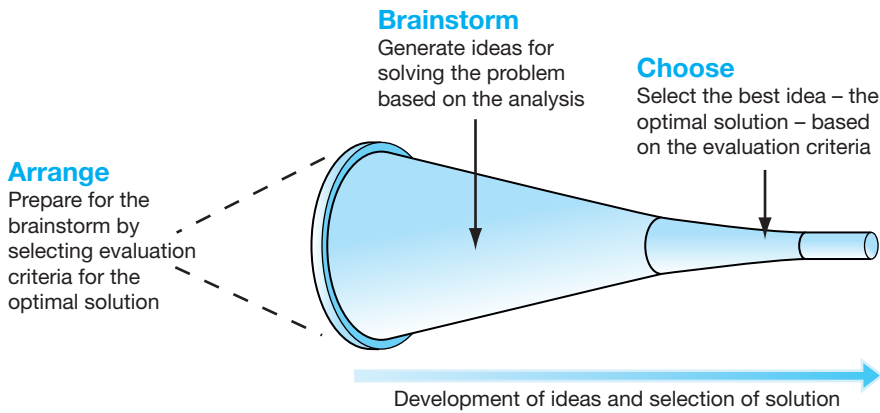 Brainstorm
Generate ideas for
solving the problem
based on the analysis
Choose
Select the best idea – the
optimal solution – based
on the evaluation criteria
Arrange
Prepare for the
brainstorm by
selecting evaluation
criteria for the
optimal solution
Development of ideas and selection of solution